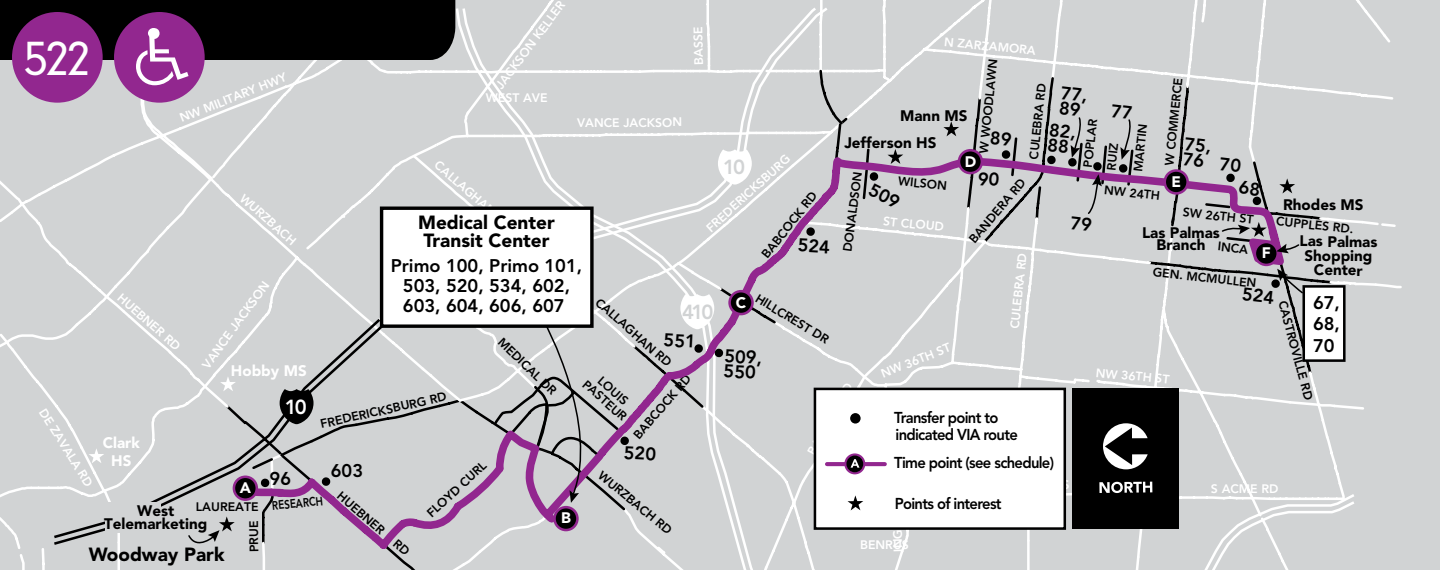 522
NW MILITARY HWY
JACKSON KELLER
WEST AVE
BASSE
VANCE JACKSON
CALLAGHAN
10
FREDERICKSBURG
N ZARZAMORA
Mann MS
Jefferson HS
W WOODLAWN
89
D
90
WILSON
509
DONALDSON
ST CLOUD
BABCOCK RD
524
CULEBRA RD
82,
88
77,
89
POPLAR
77
RUIZ
MARTIN
79
NW 24TH
BANDERA RD
CULEBRA RD
W COMMERCE
75,
76
E
70
68
Rhodes MS
SW 26TH ST
CUPPLES RD.
Las Palmas
Branch
INCA
F
Las Palmas
Shopping
Center
GEN. MCMULLEN
524
67,
68,
70
CASTROVILLE RD
WURZBACH
HUEBNER RD
VANCE JACKSON
Medical Center
Transit Center
Primo 100, Primo 101,
503, 520, 534, 602,
603, 604, 606, 607
410
C
HILLCREST DR
CALLAGHAN RD
551
509,
550
NW 36TH ST
NW 36TH ST
Hobby MS
10
FREDERICKSBURG RD
MEDICAL DR
LOUIS
PASTEUR
BABCOCK RD
520
DE ZAVALA RD
Clark
HS
A
96
603
LAUREATE
RESEARCH
PRUE
HUEBNER
RD
FLOYD CURL
B
WURZBACH RD
West
Telemarketing
Woodway Park
Transfer point to
indicated VIA route
A
Time point (see schedule)
Points of interest
NORTH
S ACME RD
BENRUS